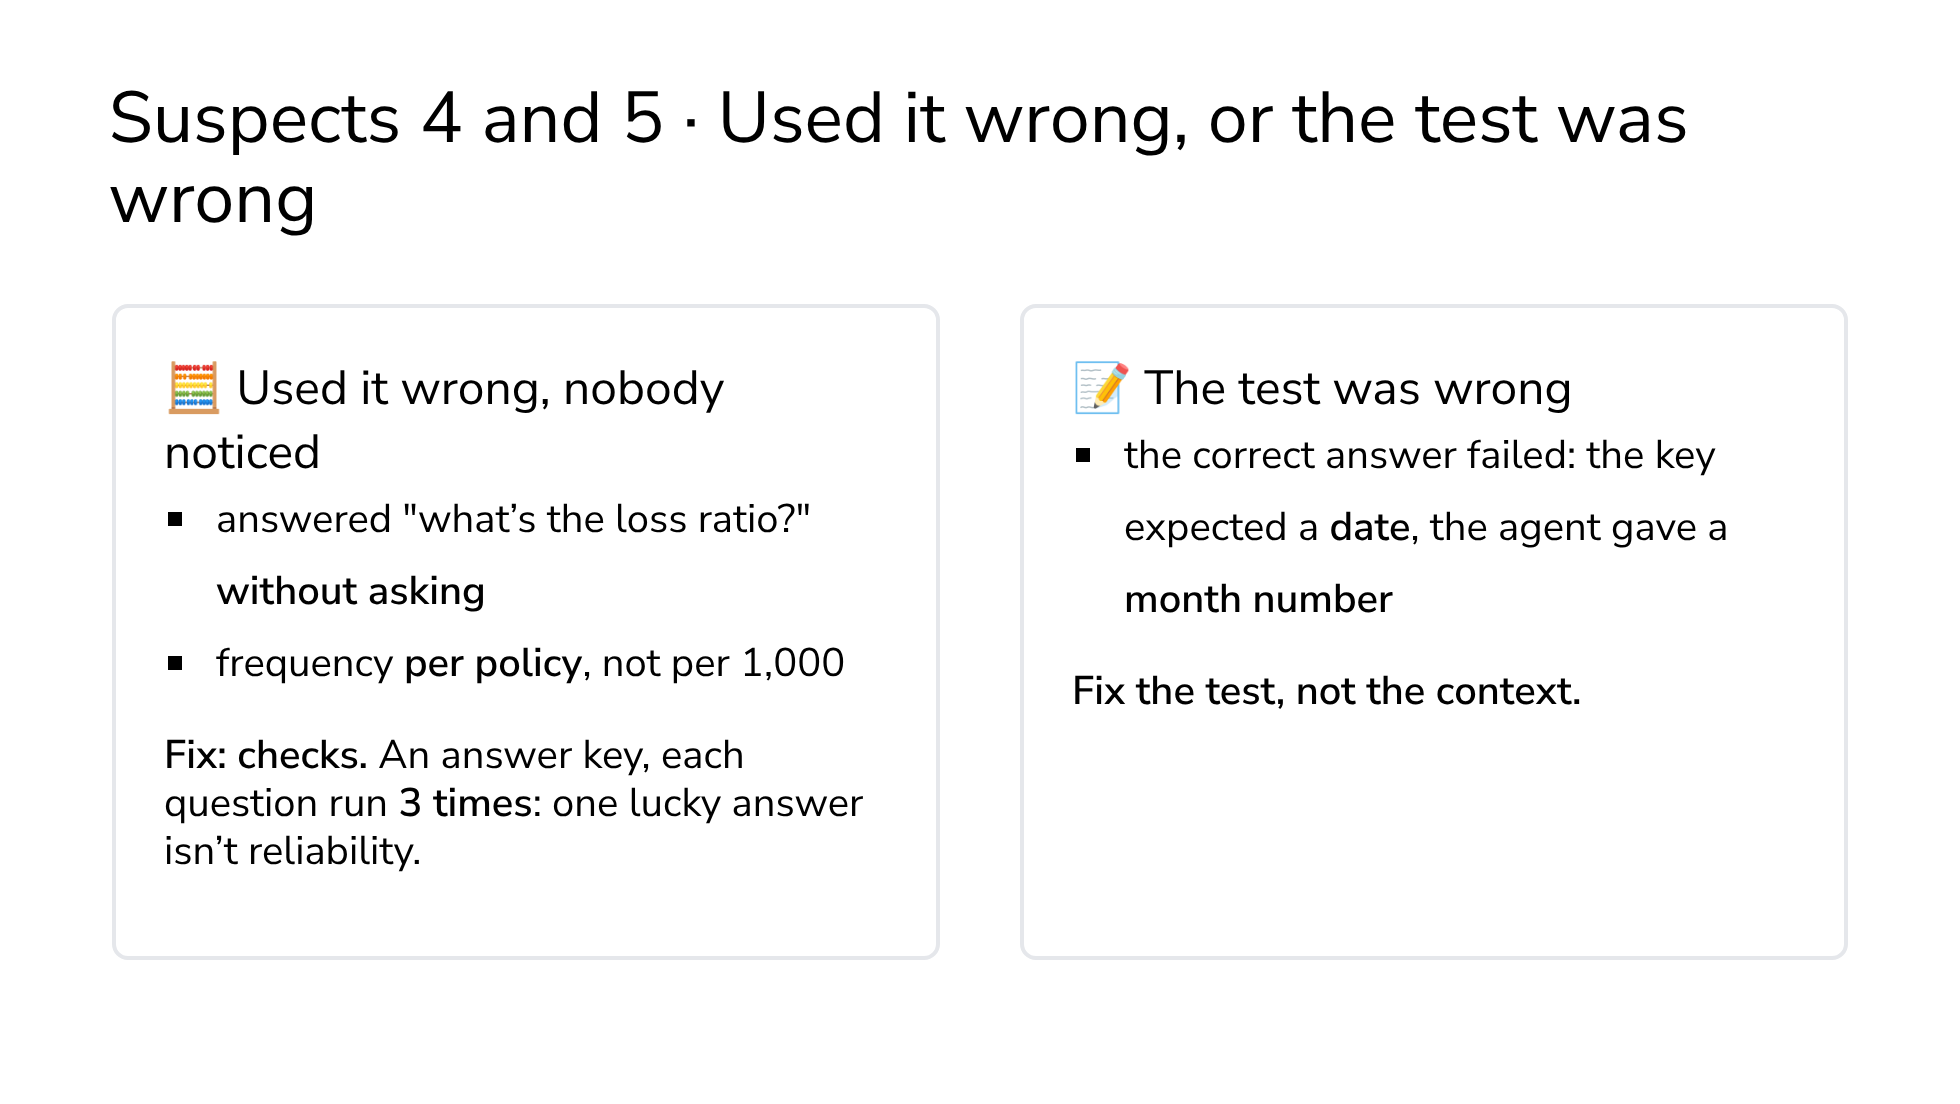 Suspects 4 and 5 · Used it wrong, or the test was
wrong
🧮 Used it wrong, nobody
noticed
▪ answered "what’s the loss ratio?"
without asking
▪ frequency per policy, not per 1,000
Fix: checks. An answer key, each
question run 3 times: one lucky answer
isn’t reliability.
📝 The test was wrong
▪ the correct answer failed: the key
expected a date, the agent gave a
month number
Fix the test, not the context.